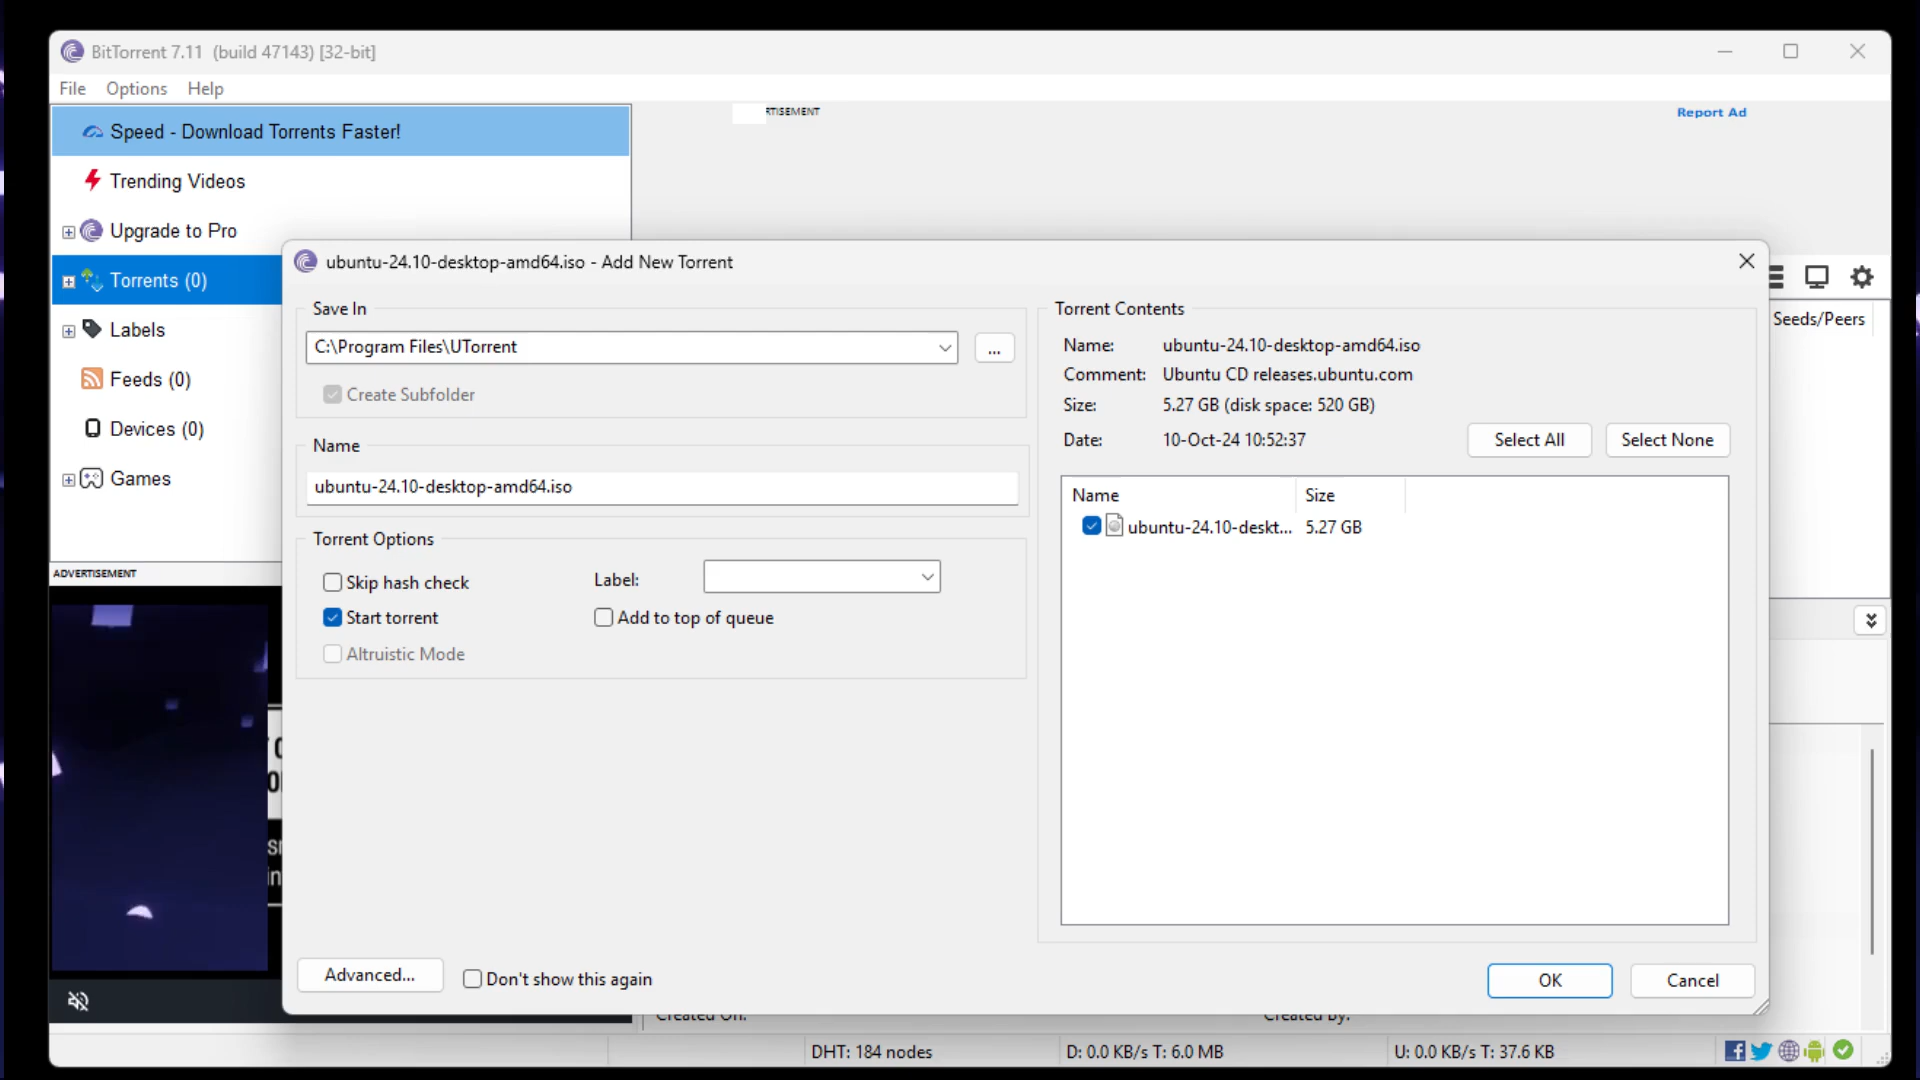 BitTorrent 7.11 (build 47143) [32-bit]
File Options Help
Speed - Download Torrents Faster!
RTISEMENT
Report Ad
Trending Videos
Upgrade to Pro
Torrents (0)
Labels
Feeds (0)
Devices (0)
Games
ADVERTISEMENT
Seeds/Peers
ubuntu-24.10-desktop-amd64.iso - Add New Torrent
Save In
C:\Program Files\UTorrent
...
Create Subfolder
Name
ubuntu-24.10-desktop-amd64.iso
Torrent Options
Skip hash check
Label:
Start torrent
Add to top of queue
Altruistic Mode
Torrent Contents
Name: ubuntu-24.10-desktop-amd64.iso
Comment: Ubuntu CD releases.ubuntu.com
Size: 5.27 GB (disk space: 520 GB)
Date: 10-Oct-24 10:52:37
Select All
Select None
Name Size
ubuntu-24.10-deskt... 5.27 GB
Advanced...
Don't show this again
OK
Cancel
Created On:
Created By:
DHT: 184 nodes
D: 0.0 KB/s T: 6.0 MB
U: 0.0 KB/s T: 37.6 KB